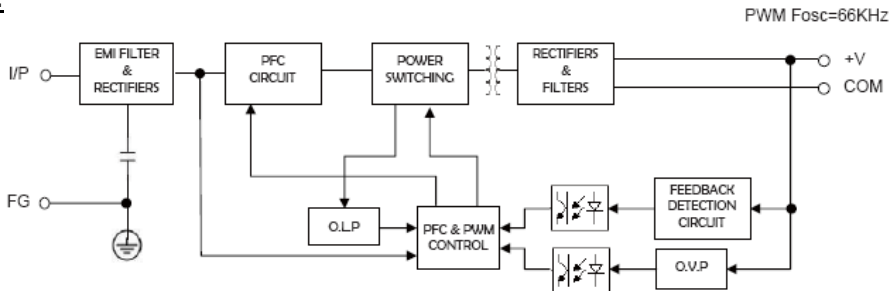 PWM Fosc=66KHz
I/P
EMI FILTER
&
RECTIFIERS
PFC
CIRCUIT
POWER
SWITCHING
RECTIFIERS
&
FILTERS
+V
COM
FG
O.L.P
PFC & PWM
CONTROL
FEEDBACK
DETECTION
CIRCUIT
O.V.P